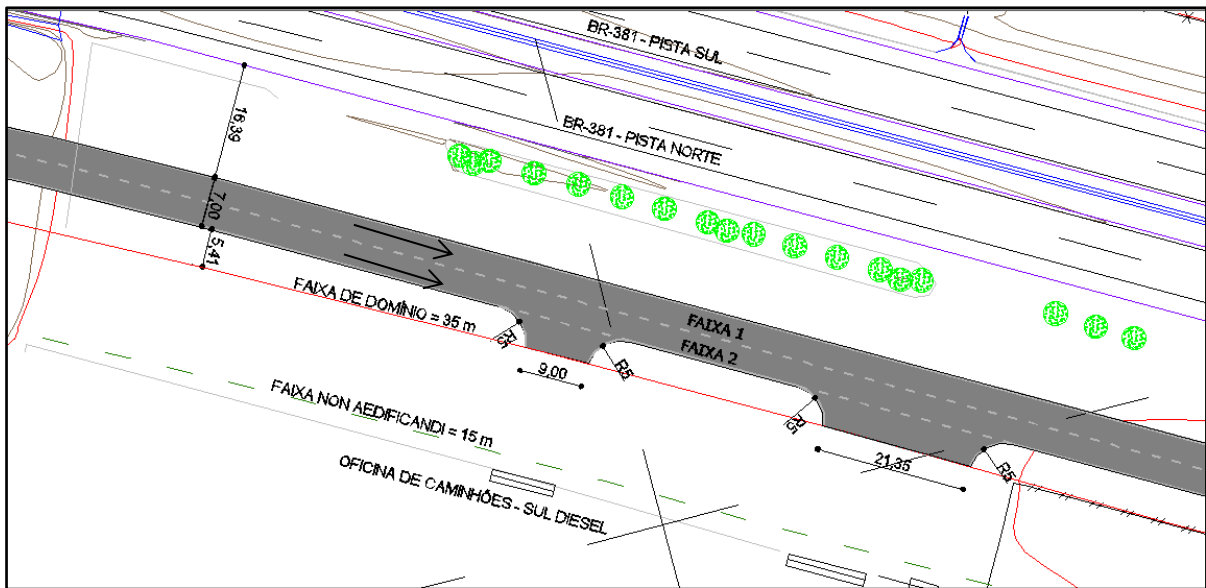 BR-381 - PISTA SUL
BR-381 - PISTA NORTE
16,39
7,00
5,41
FAIXA DE DOMÍNIO = 35 m
FAIXA 1
FAIXA 2
R5
R5
R5
R5
9,00
21,35
FAIXA NON AEDIFICANDI = 15 m
OFICINA DE CAMINHÕES - SUL DIESEL